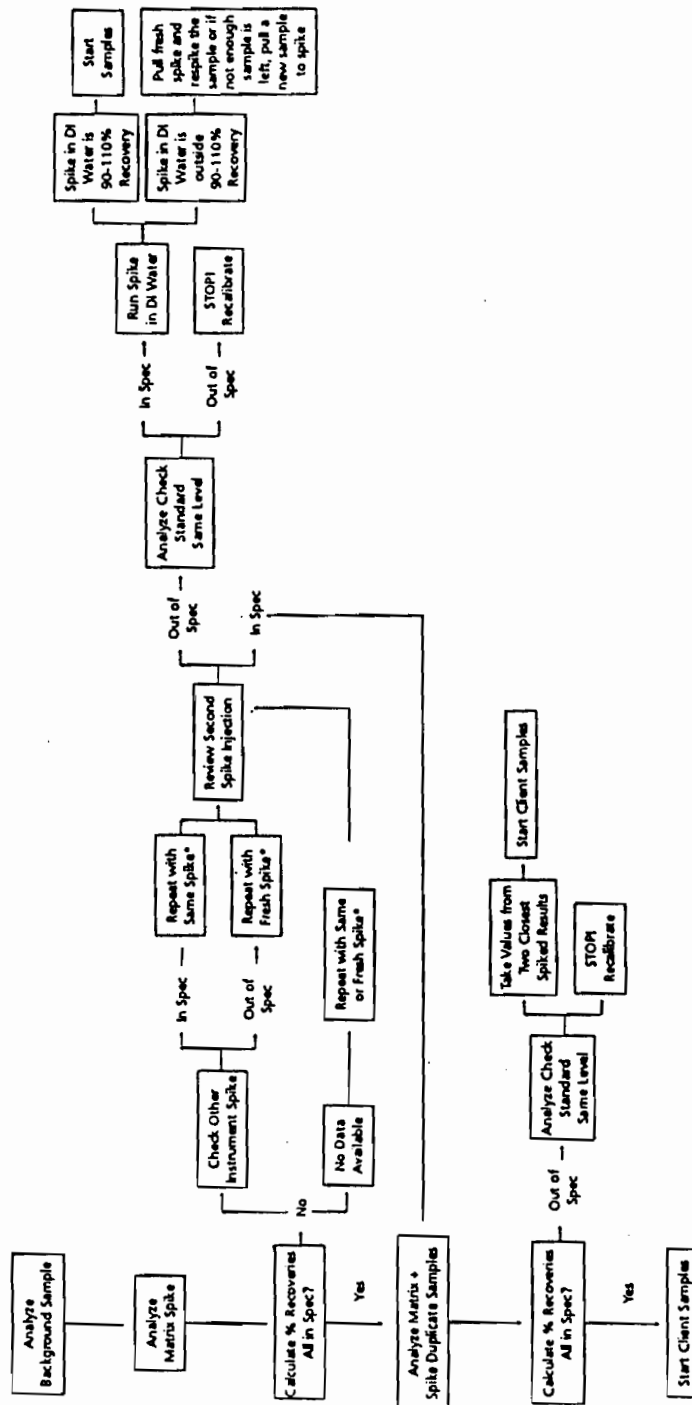 Analyze
Background Sample
Analyze
Matrix Spike
Calculate % Recoveries
All in Spec?
No
Check Other
Instrument Spike
In Spec
Repeat with
Same Spike*
Out of
Spec
Repeat with
Fresh Spike*
No Data
Available
Repeat with Same
or Fresh Spike*
Review Second
Spike Injection
Out of
Spec
In Spec
Analyze Check
Standard
Same Level
In Spec
Run Spike
in DI Water
Out of
Spec
STOP!
Recalibrate
Spike in DI
Water is
90-110%
Recovery
Start
Samples
Spike in DI
Water is
outside
90-110%
Recovery
Pull fresh
spike and
respike the
sample or if
not enough
sample is
left, pull a
new sample
to spike
Yes
Analyze Matrix +
Spike Duplicate Samples
Calculate % Recoveries
All in Spec?
Out of
Spec
Analyze Check
Standard
Same Level
Take Values from
Two Closest
Spiked Results
Start Client Samples
STOP!
Recalibrate
Yes
Start Client Samples